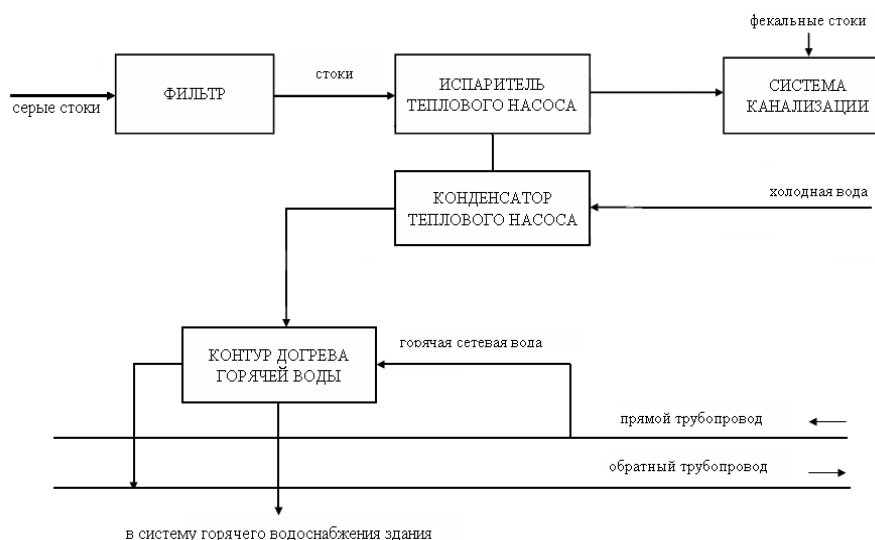 фекальные стоки
серые стоки
ФИЛЬТР
стоки
ИСПАРИТЕЛЬ
ТЕПЛОВОГО НАСОСА
СИСТЕМА
КАНАЛИЗАЦИИ
КОНДЕНСАТОР
ТЕПЛОВОГО НАСОСА
холодная вода
КОНТУР ДОГРЕВА
ГОРЯЧЕЙ ВОДЫ
горячая сетевая вода
прямой трубопровод
обратный трубопровод
в систему горячего водоснабжения здания